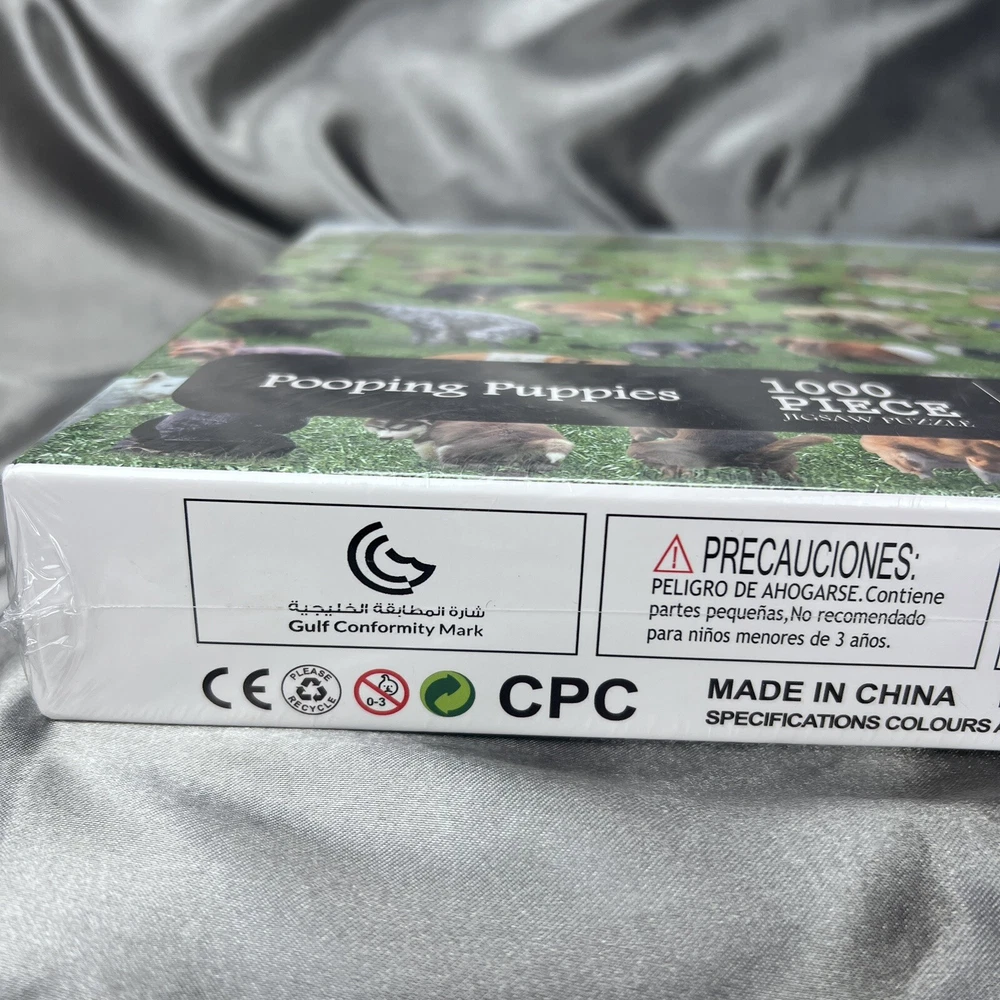 Pooping Puppies
1000
PIECE
JIGSAW PUZZLE
شارة المطابقة الخليجية
Gulf Conformity Mark
PRECAUCIONES:
PELIGRO DE AHOGARSE.Contiene
partes pequeñas,No recomendado
para niños menores de 3 años.
CE
PLEASE
RECYCLE
0-3
CPC
MADE IN CHINA
SPECIFICATIONS COLOURS